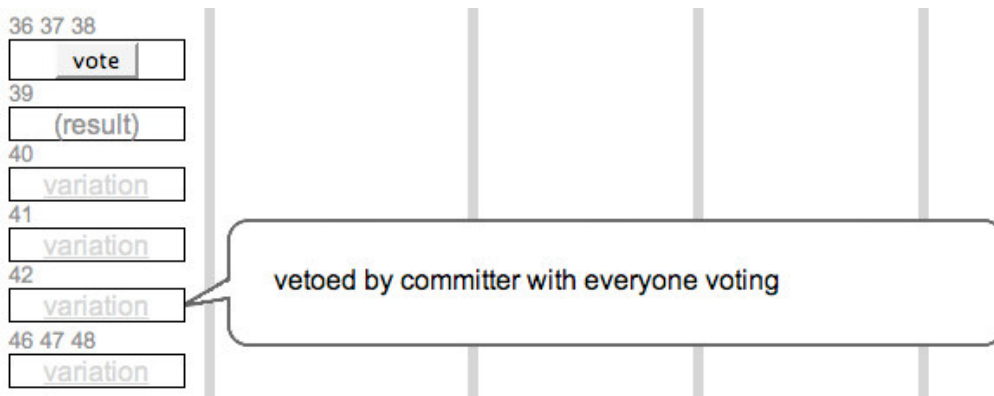 36 37 38
vote
39
(result)
40
variation
41
variation
42
variation
vetoed by committer with everyone voting
46 47 48
variation